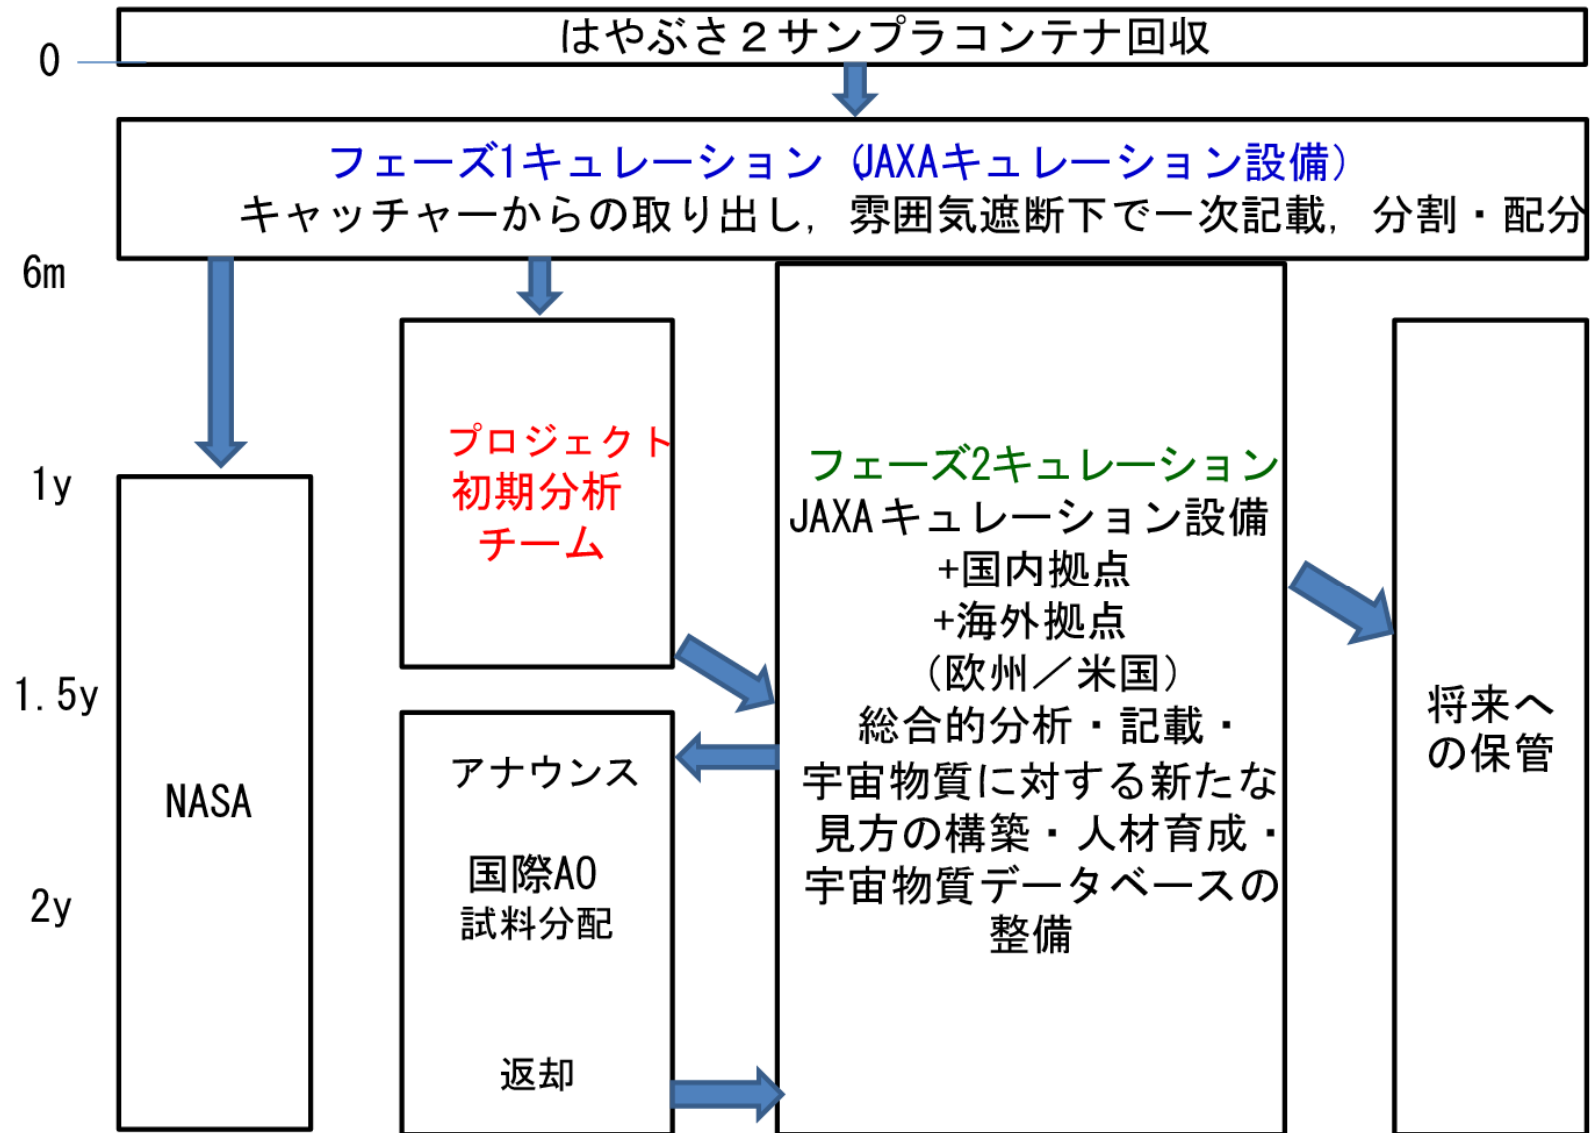 はやぶさ２サンプラコンテナ回収
0
フェーズ1キュレーション（JAXAキュレーション設備）
キャッチャーからの取り出し，雰囲気遮断下で一次記載，分割・配分
6m
プロジェクト
初期分析
チーム
1y
フェーズ2キュレーション
JAXAキュレーション設備
+国内拠点
+海外拠点
（欧州／米国）
総合的分析・記載・
宇宙物質に対する新たな
見方の構築・人材育成・
宇宙物質データベースの
整備
1.5y
アナウンス
国際AO
試料分配
返却
NASA
2y
将来へ
の保管